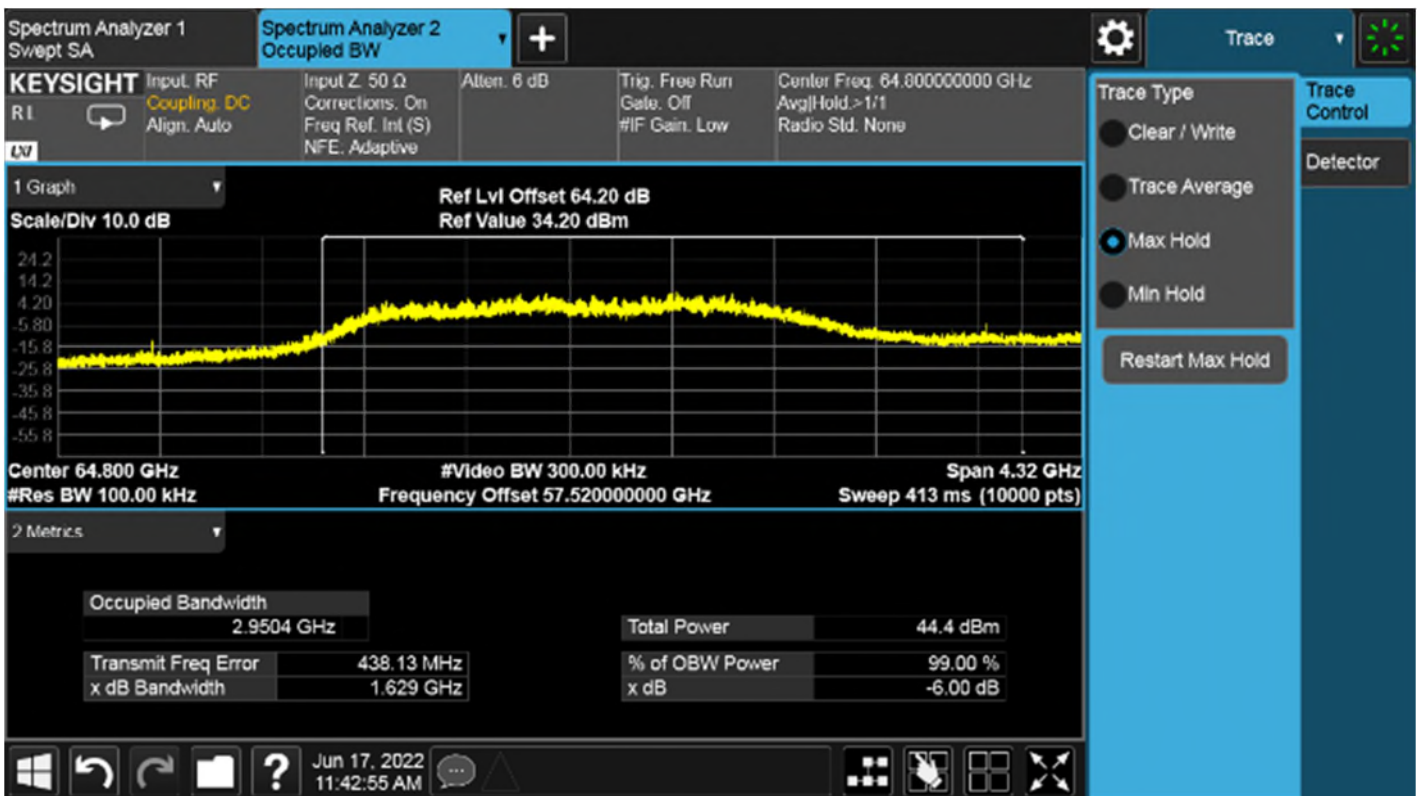 Spectrum Analyzer 1
Swept SA
Spectrum Analyzer 2
Occupied BW
Trace
KEYSIGHT
Input. RF
Coupling. DC
Align. Auto
Input Z. 50 Ω
Corrections. On
Freq Ref. Int (S)
NFE. Adaptive
Atten. 6 dB
Trig. Free Run
Gate. Off
#IF Gain. Low
Center Freq. 64.800000000 GHz
Avg|Hold.>1/1
Radio Std. None
1 Graph
Scale/Div 10.0 dB
Ref Lvl Offset 64.20 dB
Ref Value 34.20 dBm
24.2
14.2
4.20
-5.80
-15.8
-25.8
-35.8
-45.8
-55.8
Center 64.800 GHz
#Video BW 300.00 kHz
Span 4.32 GHz
#Res BW 100.00 kHz
Frequency Offset 57.520000000 GHz
Sweep 413 ms (10000 pts)
2 Metrics
Occupied Bandwidth
2.9504 GHz
Total Power 44.4 dBm
Transmit Freq Error 438.13 MHz
% of OBW Power 99.00 %
x dB Bandwidth 1.629 GHz
x dB -6.00 dB
Jun 17, 2022
11:42:55 AM
Trace Type
Clear / Write
Trace Average
Max Hold
Min Hold
Restart Max Hold
Trace
Control
Detector